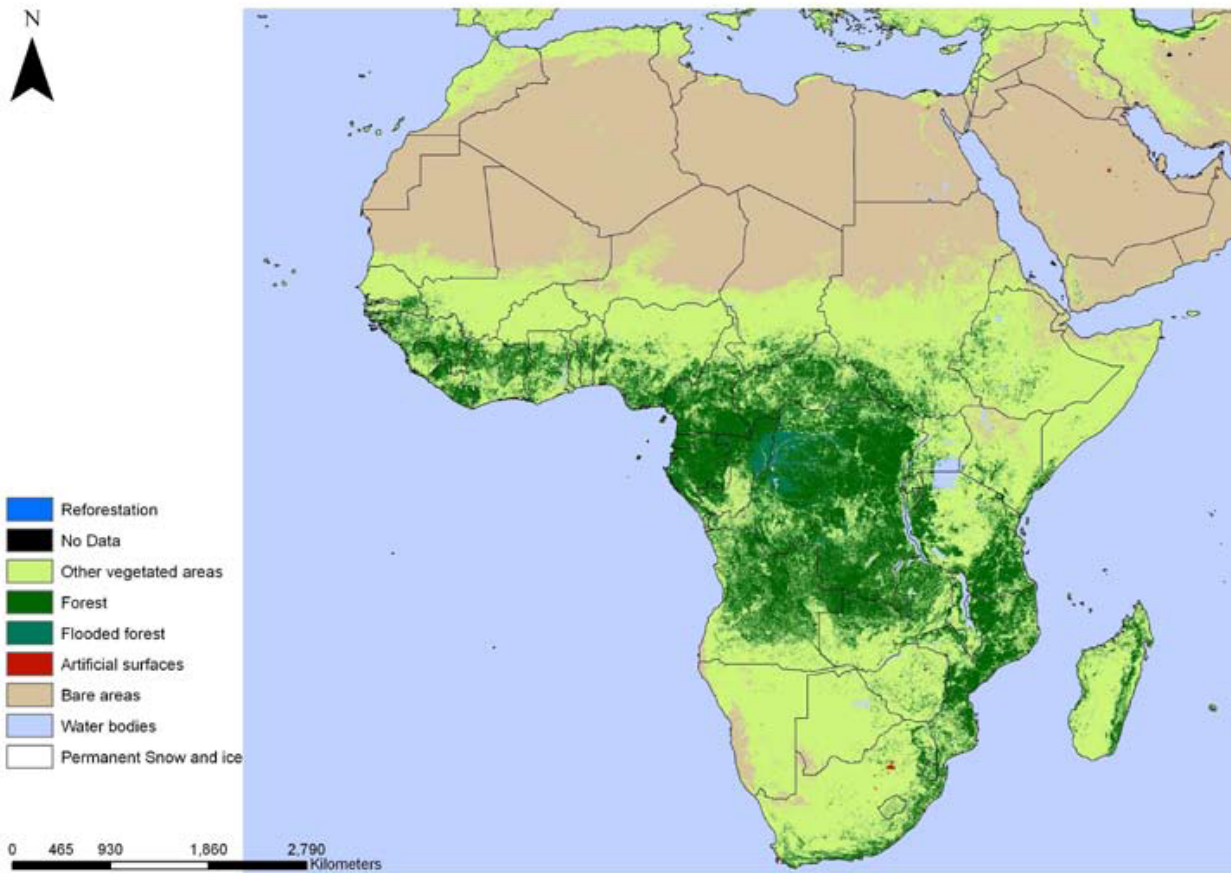 N
Reforestation
No Data
Other vegetated areas
Forest
Flooded forest
Artificial surfaces
Bare areas
Water bodies
Permanent Snow and ice
0 465 930 1,860 2,790
Kilometers